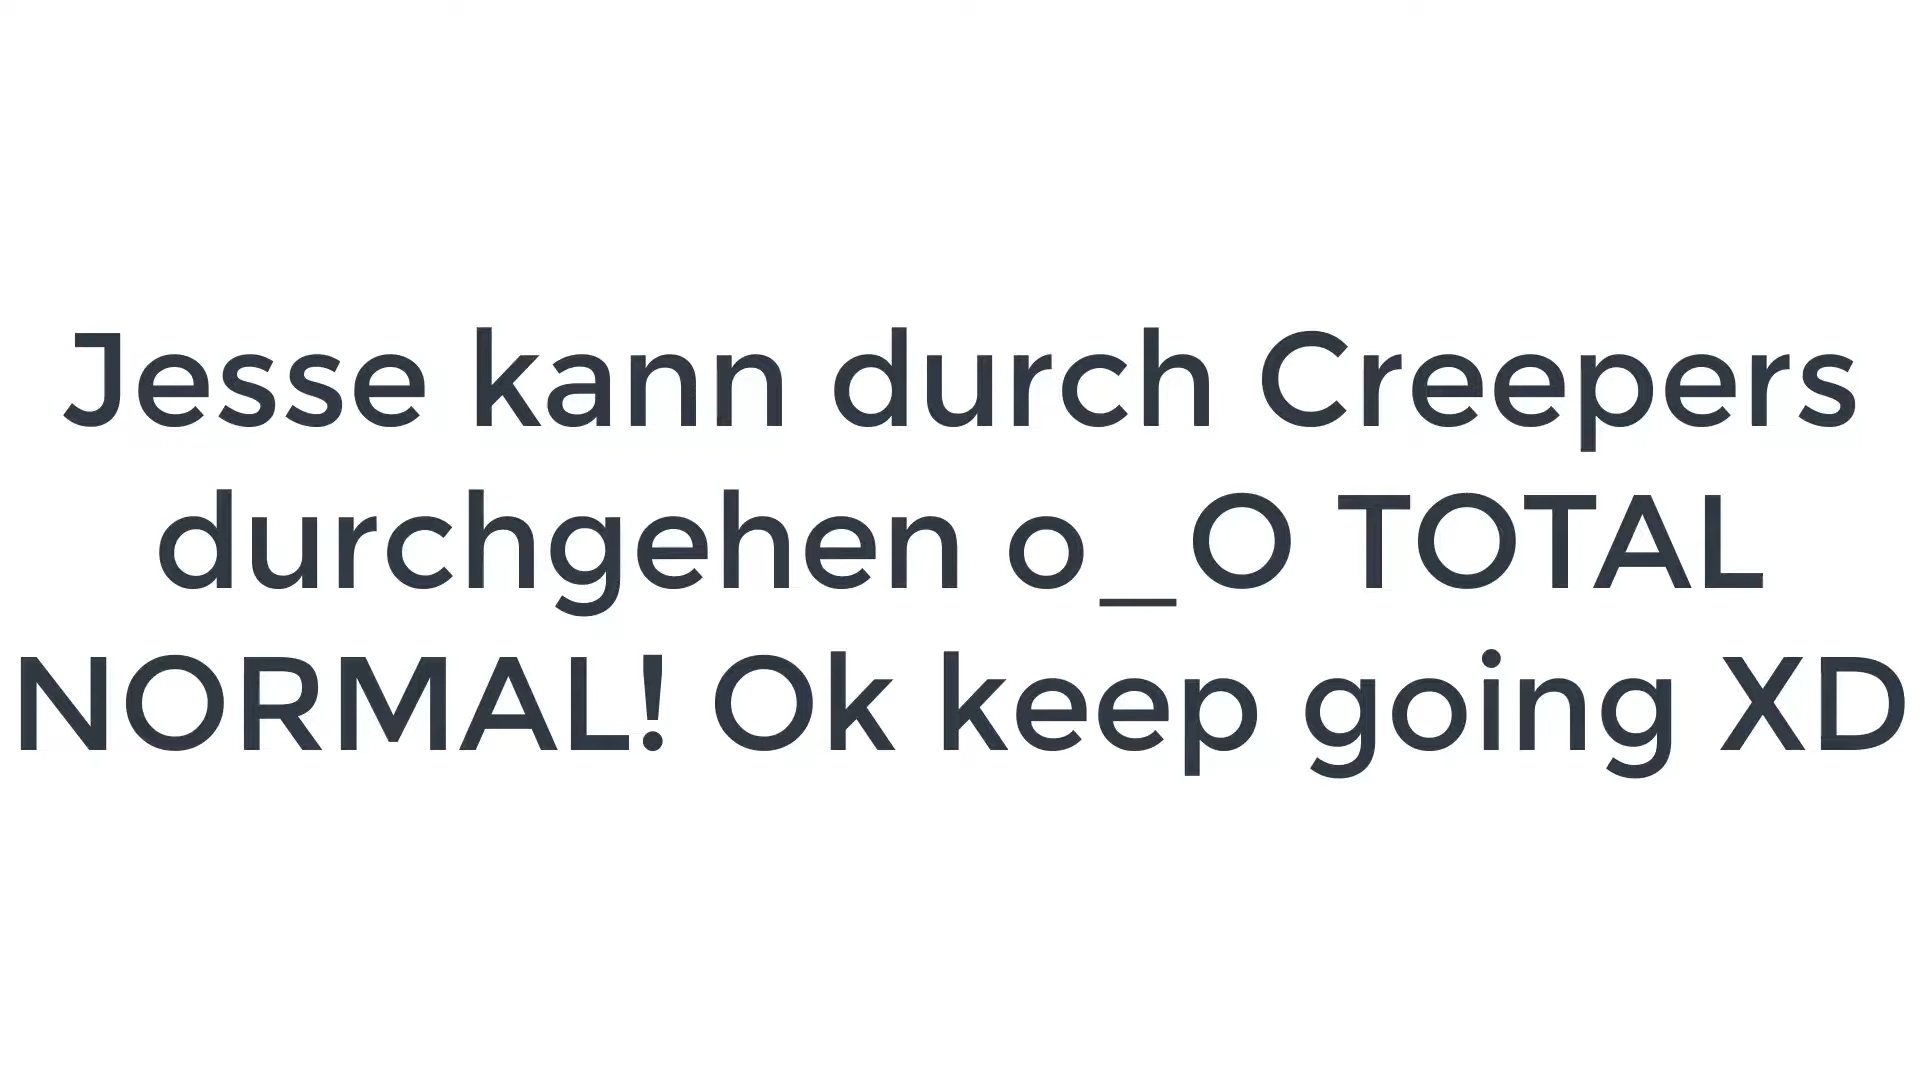 Jesse kann durch Creepers
durchgehen o_O TOTAL
NORMAL! Ok keep going XD